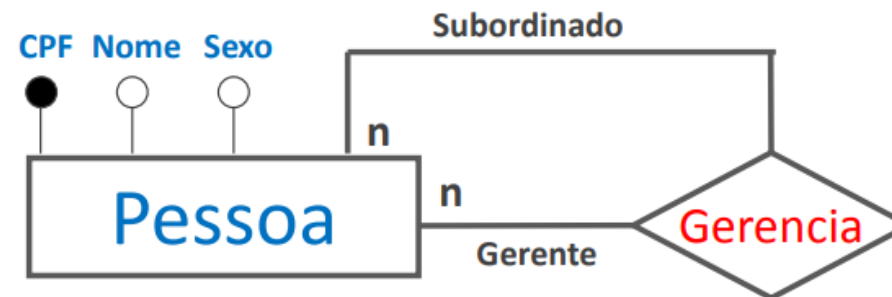 Subordinado
CPF Nome Sexo
n
n
Pessoa
Gerencia
Gerente